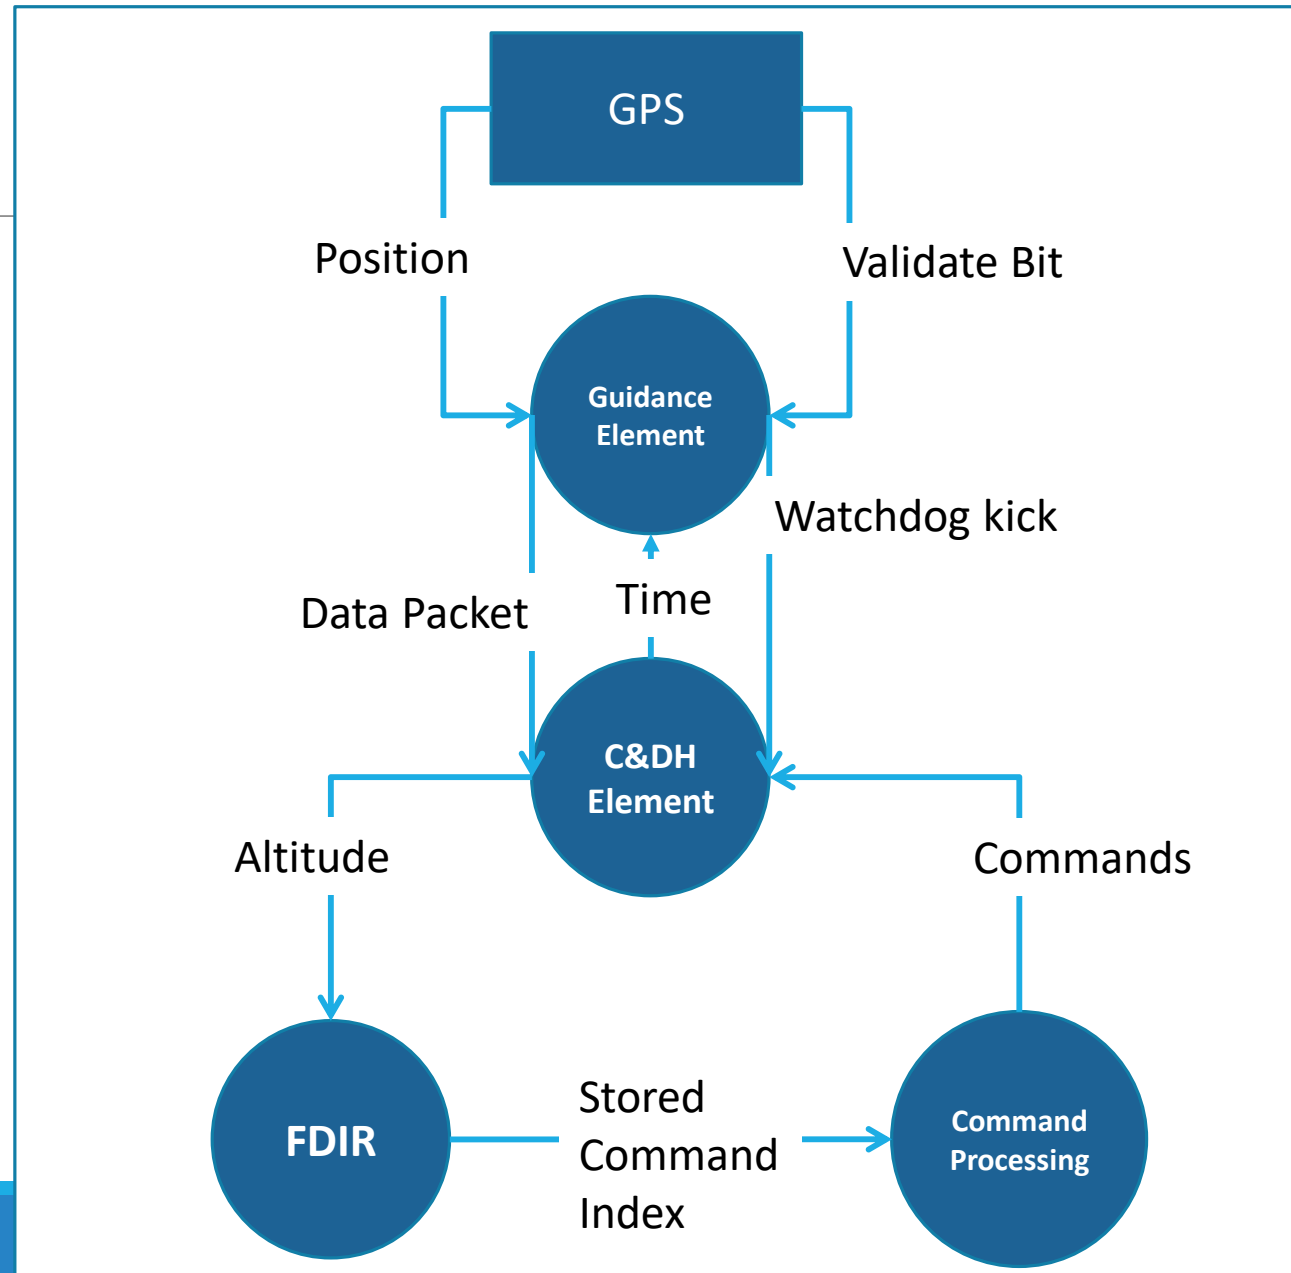 GPS
Position
Validate Bit
Guidance
Element
Watchdog kick
Data Packet
Time
C&DH
Element
Altitude
Commands
FDIR
Stored
Command
Index
Command
Processing